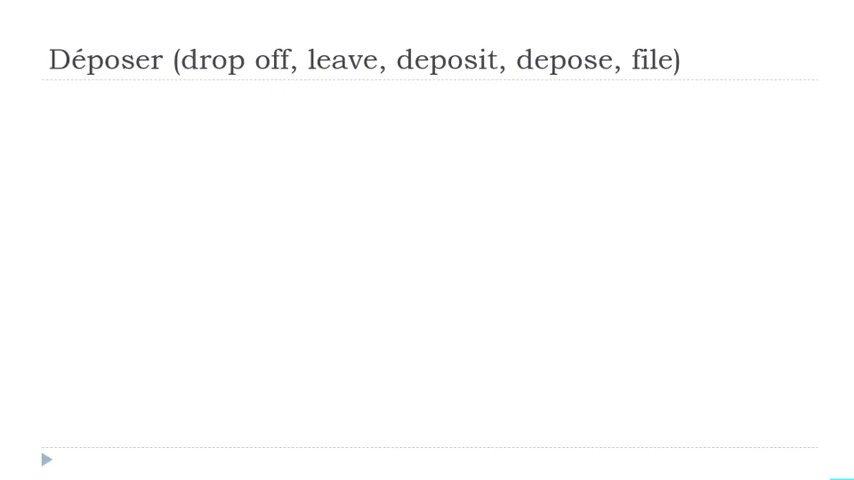 Déposer (drop off, leave, deposit, depose, file)